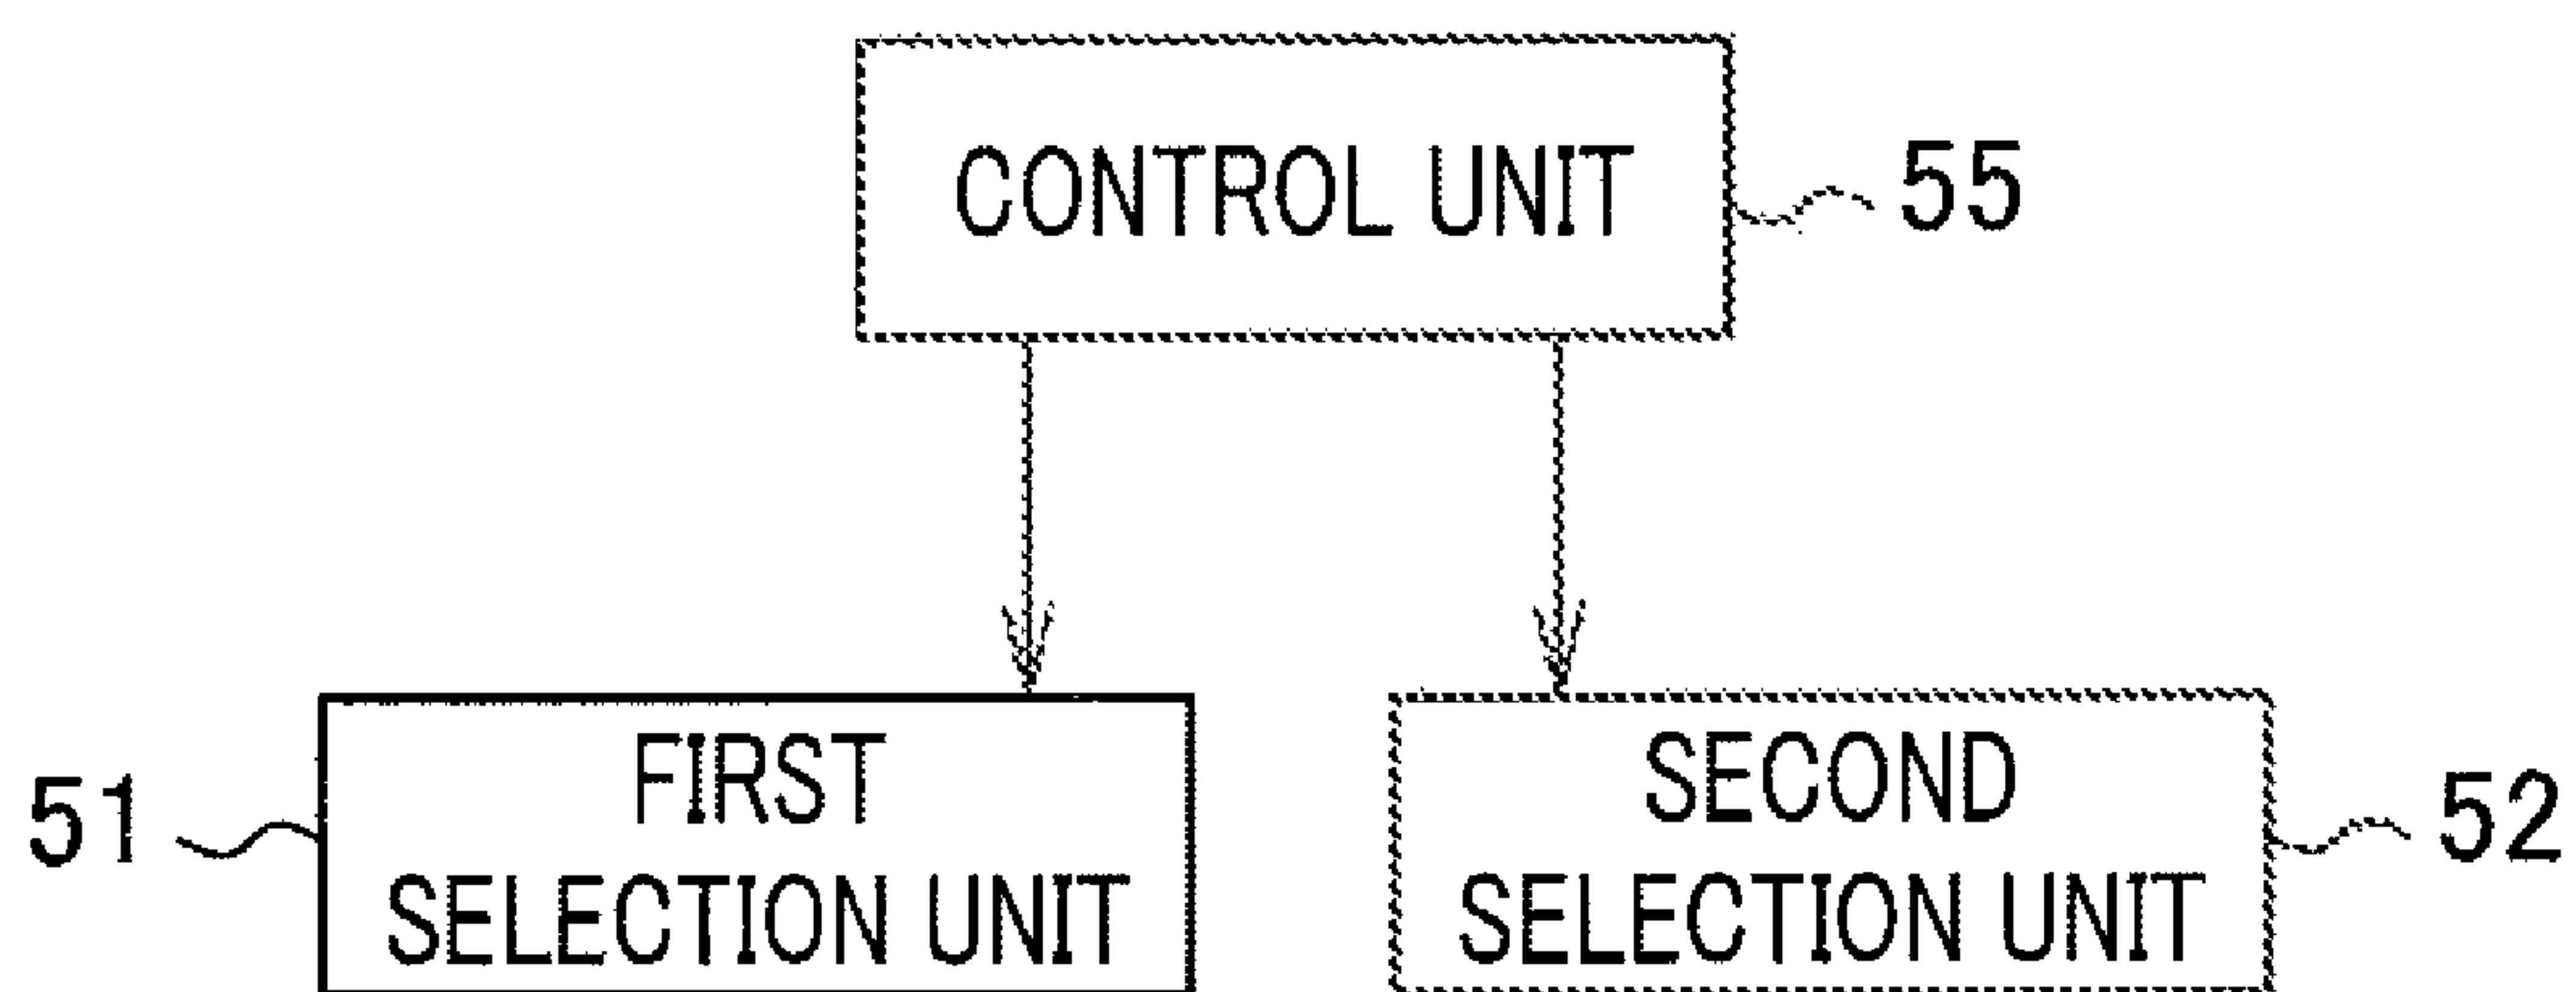 CONTROL UNIT
55
51
FIRST
SELECTION UNIT
SECOND
SELECTION UNIT
52